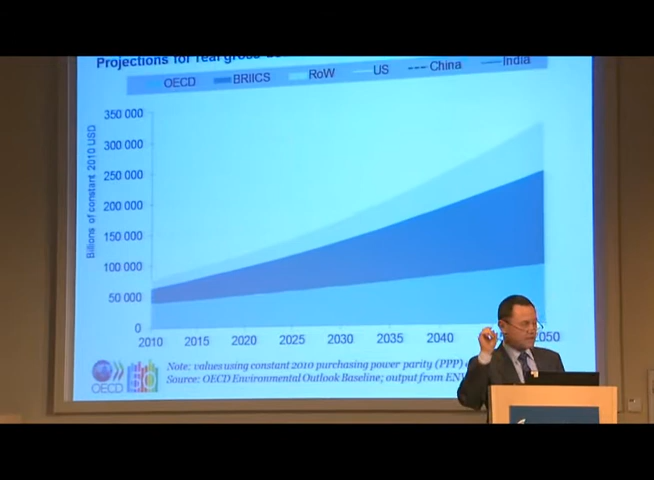 Projections for real gross
OECD BRIICS RoW US China India
Billions of constant 2010 USD
350 000
300 000
250 000
200 000
150 000
100 000
50 000
0
2010 2015 2020 2025 2030 2035 2040 2050
Note: values using constant 2010 purchasing power parity (PPP)
Source: OECD Environmental Outlook Baseline; output from
OECD 50